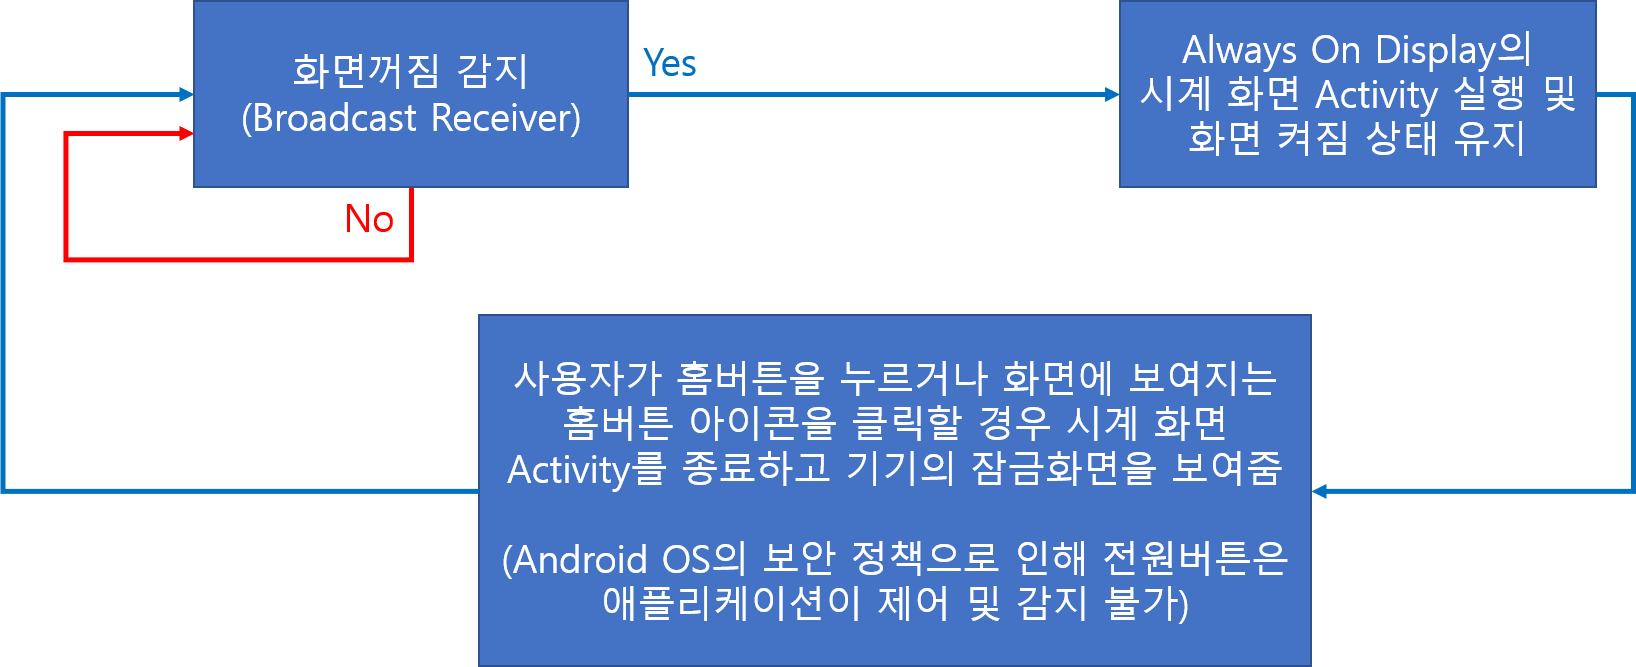 화면꺼짐 감지
(Broadcast Receiver)
Yes
Always On Display의
시계 화면 Activity 실행 및
화면 켜짐 상태 유지
No
사용자가 홈버튼을 누르거나 화면에 보여지는
홈버튼 아이콘을 클릭할 경우 시계 화면
Activity를 종료하고 기기의 잠금화면을 보여줌
(Android OS의 보안 정책으로 인해 전원버튼은
애플리케이션이 제어 및 감지 불가)